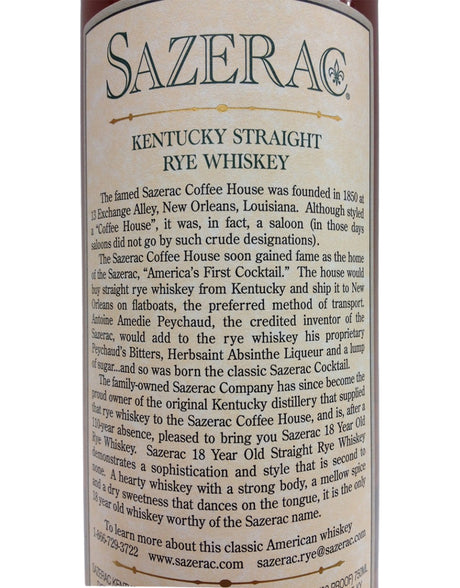 SAZERAC®
KENTUCKY STRAIGHT
RYE WHISKEY
The famed Sazerac Coffee House was founded in 1850 at
13 Exchange Alley, New Orleans, Louisiana. Although styled
a "Coffee House", it was, in fact, a saloon (in those days
saloons did not go by such crude designations).
The Sazerac Coffee House soon gained fame as the home
of the Sazerac, "America's First Cocktail." The house would
buy straight rye whiskey from Kentucky and ship it to New
Orleans on flatboats, the preferred method of transport.
Antoine Amedie Peychaud, the credited inventor of the
Sazerac, would add to the rye whiskey his proprietary
Peychaud's Bitters, Herbsaint Absinthe Liqueur and a lump
of sugar...and so was born the classic Sazerac Cocktail.
The family-owned Sazerac Company has since become the
proud owner of the original Kentucky distillery that supplied
that rye whiskey to the Sazerac Coffee House, and is, after a
110-year absence, pleased to bring you Sazerac 18 Year Old
Rye Whiskey. Sazerac 18 Year Old Straight Rye Whiskey
demonstrates a sophistication and style that is second to
none. A hearty whiskey with a strong body, a mellow spice
and a dry sweetness that dances on the tongue, it is the only
18 year old whiskey worthy of the Sazerac name.
To learn more about this classic American whiskey
1-866-729-3722 www.sazerac.com sazerac.rye@sazerac.com
SAZERAC KENT
PROOF) 750ML
KY